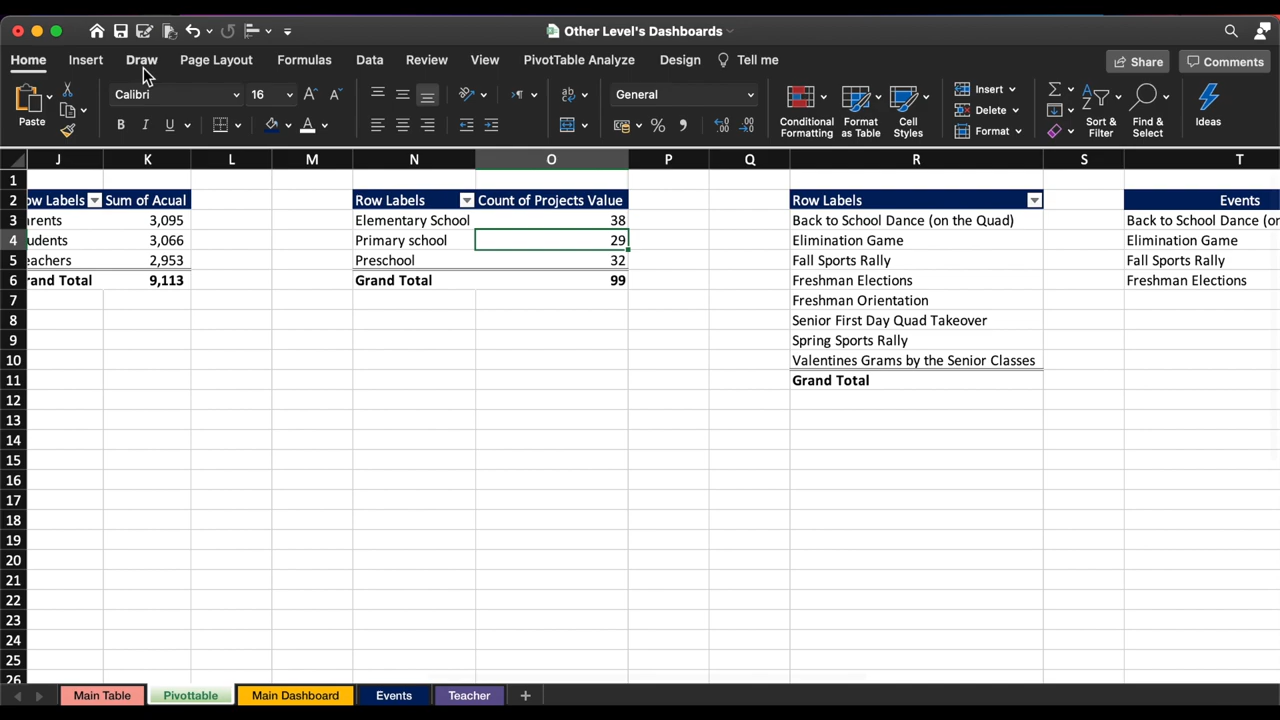 Other Level's Dashboards
Home Insert Draw Page Layout Formulas Data Review View PivotTable Analyze Design Tell me Share Comments
Paste Calibri 16 General Conditional Formatting Format as Table Cell Styles Insert Delete Format Sort & Filter Find & Select Ideas
J K L M N O P Q R S T
1
2 ow Labels Sum of Acual Row Labels Count of Projects Value Row Labels Events
3 rents 3,095 Elementary School 38 Back to School Dance (on the Quad) Back to School Dance (or
4 udents 3,066 Primary school 29 Elimination Game Elimination Game
5 eachers 2,953 Preschool 32 Fall Sports Rally Fall Sports Rally
6 rand Total 9,113 Grand Total 99 Freshman Elections Freshman Elections
7 Freshman Orientation
8 Senior First Day Quad Takeover
9 Spring Sports Rally
10 Valentines Grams by the Senior Classes
11 Grand Total
12
13
14
15
16
17
18
19
20
21
22
23
24
25
26
Main Table Pivottable Main Dashboard Events Teacher